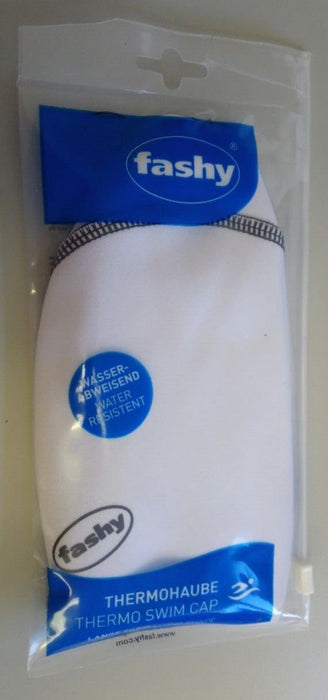 fashy®
WASSER-
ABWEISEND
WATER
RESISTENT
fashy
THERMOHAUBE
THERMO SWIM CAP
www.fashy.com